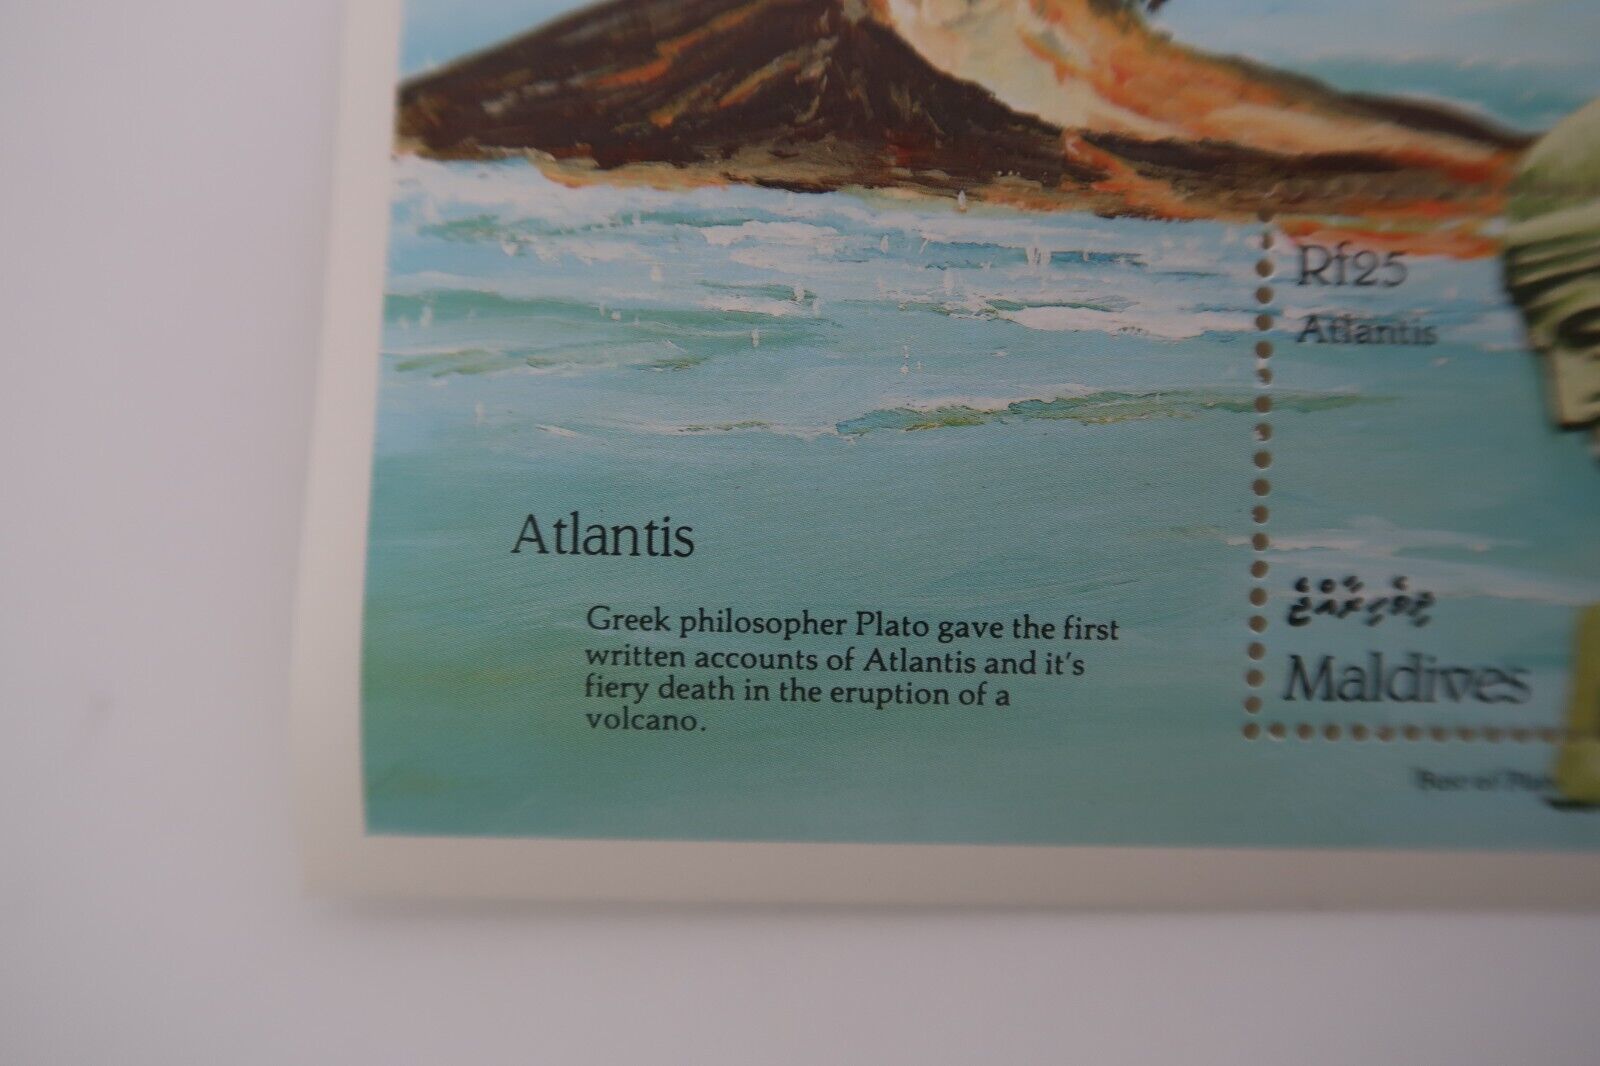 Rf25
Atlantis
Atlantis
Greek philosopher Plato gave the first
written accounts of Atlantis and it's
fiery death in the eruption of a
volcano.
Maldives